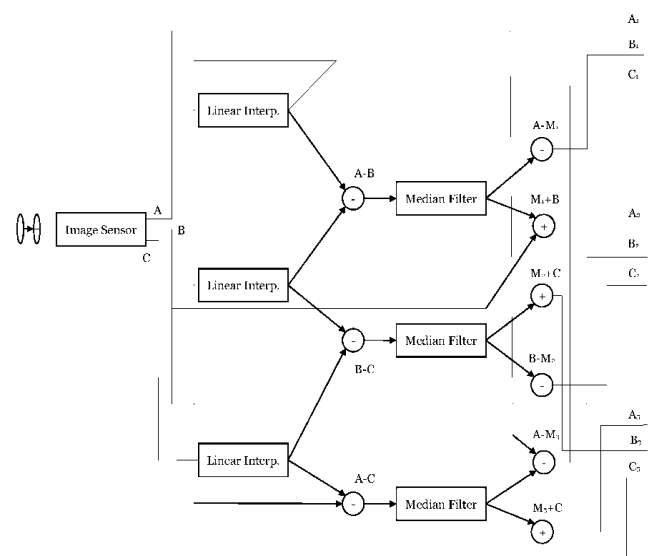 A₁
B₁
C₁
Linear Interp.
A-M₁
A-B
Median Filter
M₁+B
A
Image Sensor
B
C
A₂
B₂
C₂
M₂+C
Linear Interp.
Median Filter
B-C
B-M₂
A₃
A-M₃
B₃
Linear Interp.
C₃
A-C
Median Filter
M₃+C